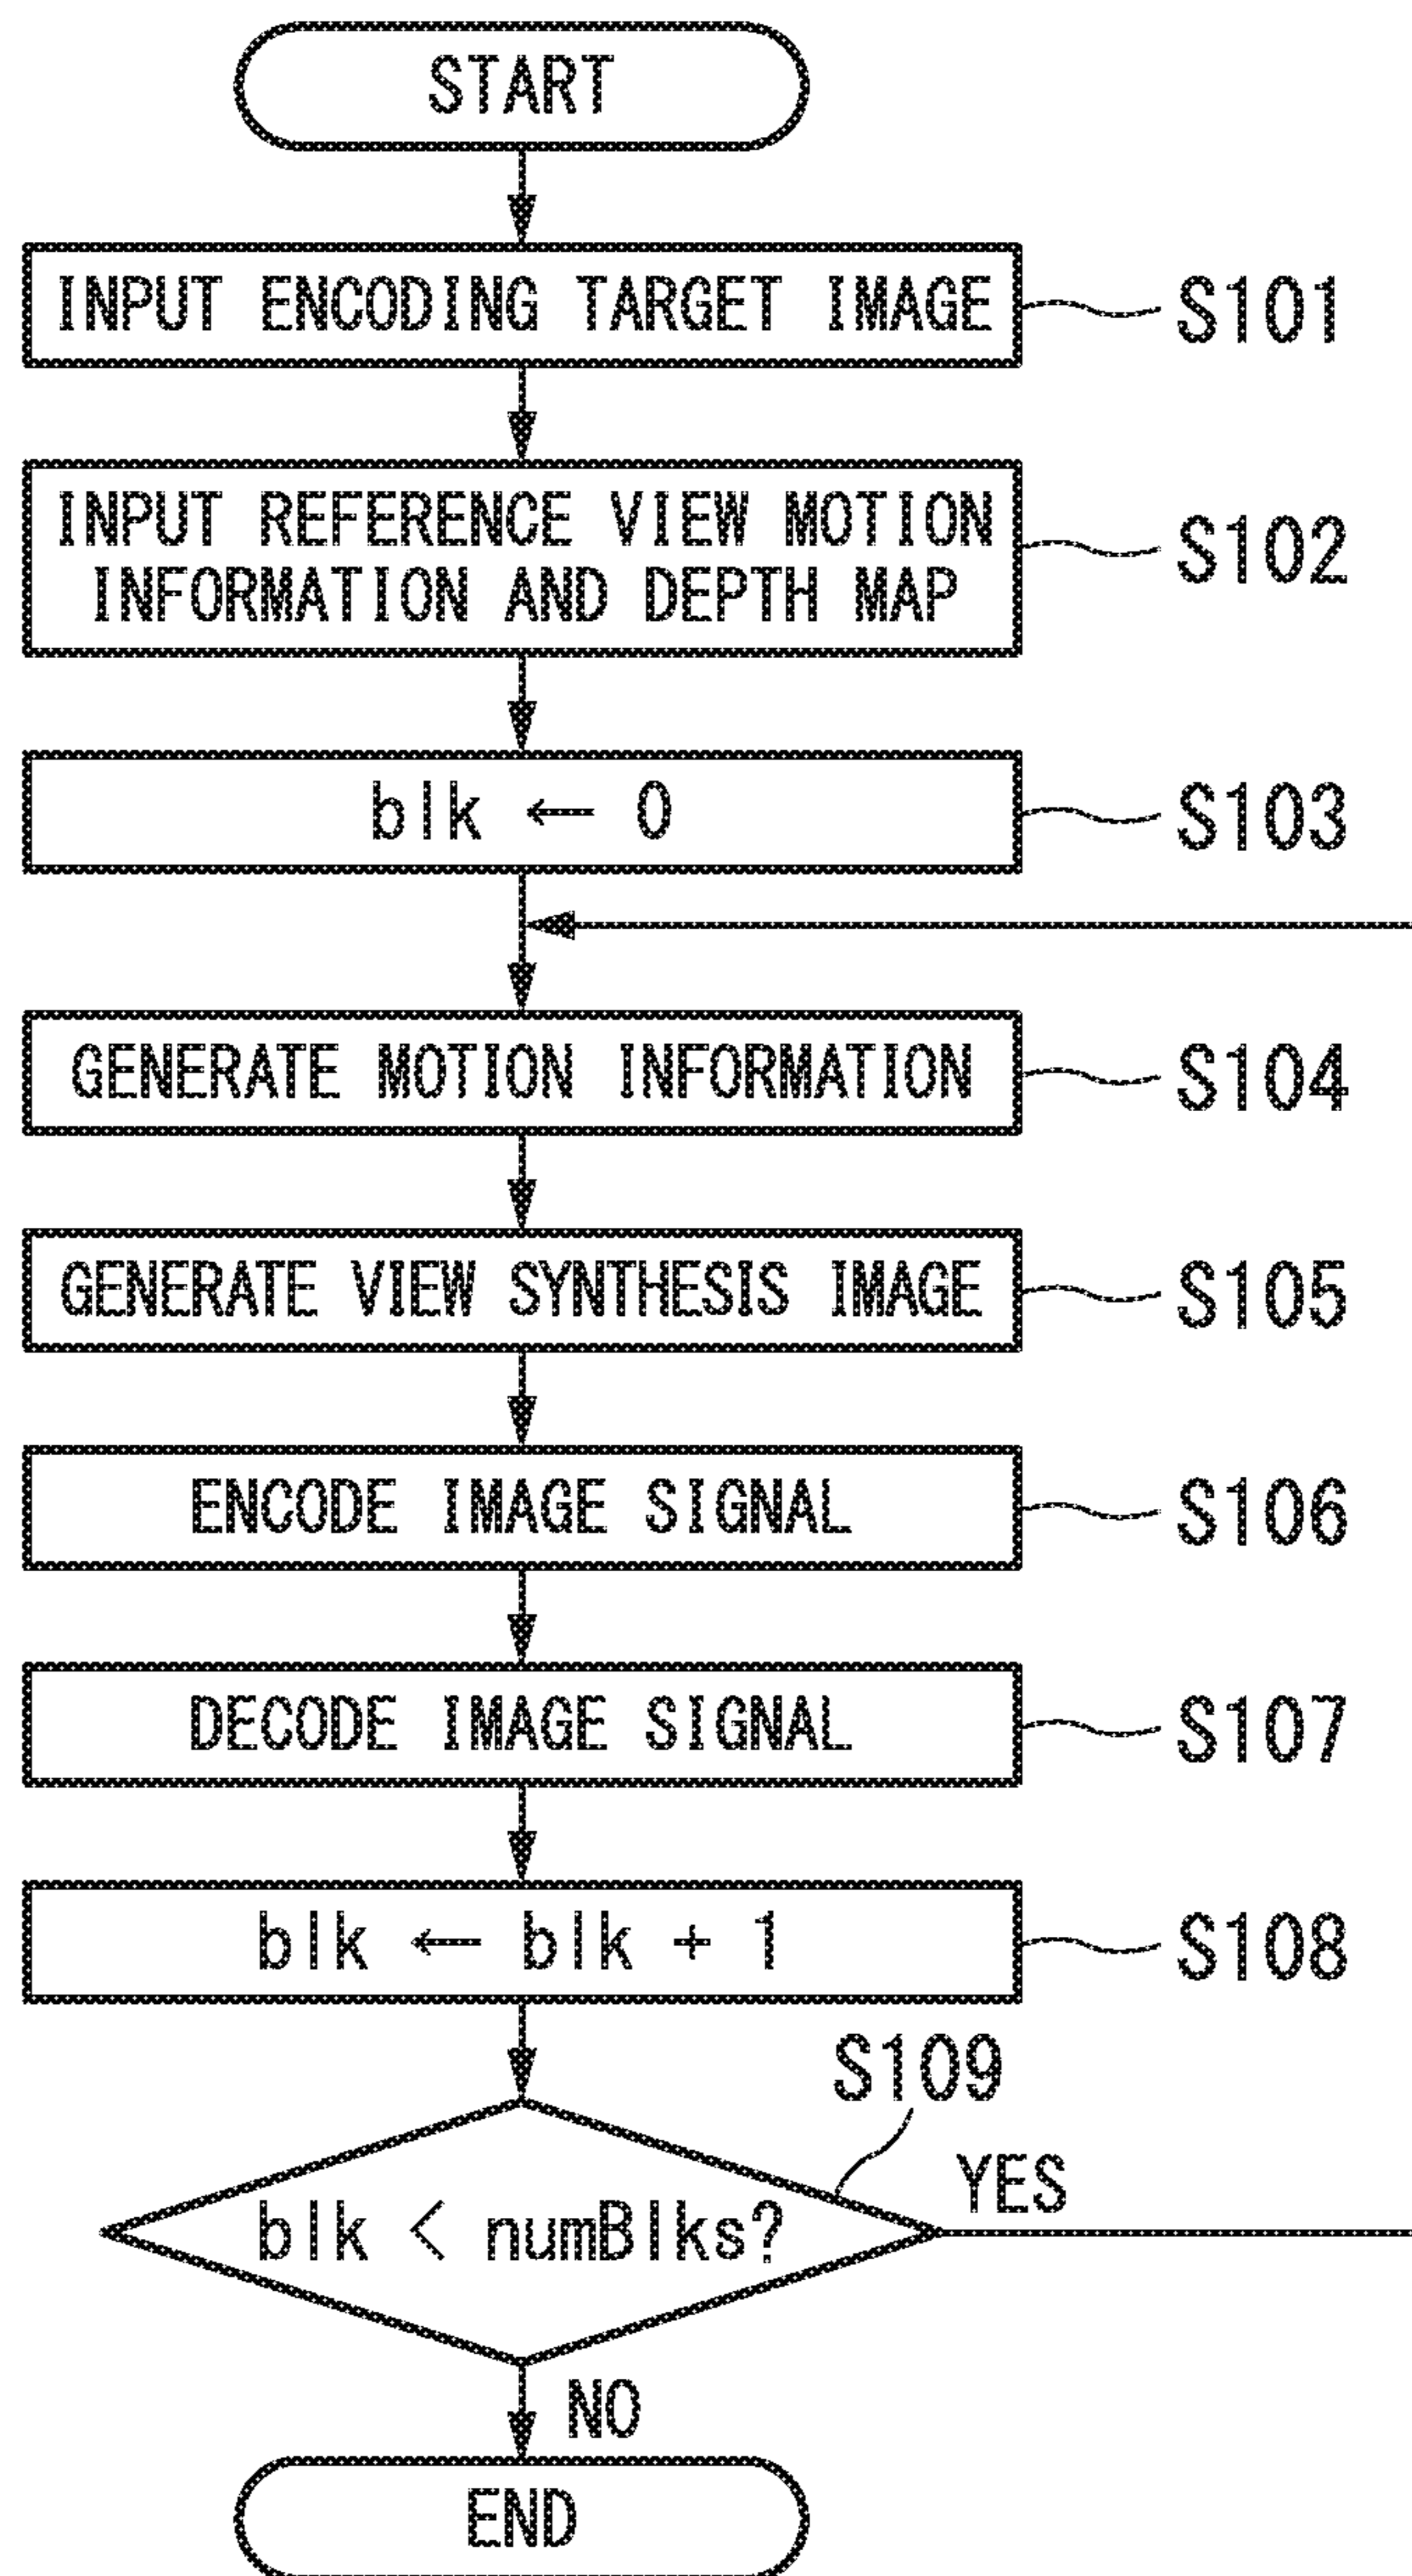 START
INPUT ENCODING TARGET IMAGE
S101
INPUT REFERENCE VIEW MOTION
INFORMATION AND DEPTH MAP
S102
blk ← 0
S103
GENERATE MOTION INFORMATION
S104
GENERATE VIEW SYNTHESIS IMAGE
S105
ENCODE IMAGE SIGNAL
S106
DECODE IMAGE SIGNAL
S107
blk ← blk + 1
S108
S109
blk < numBlks?
YES
NO
END